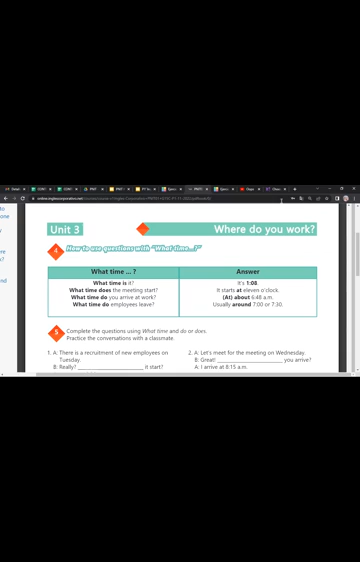 Unit 3
Where do you work?
4
How to use questions with "What time...?"
What time ... ?
Answer
What time is it?
It's 1:08.
What time does the meeting start?
It starts at eleven o'clock.
What time do you arrive at work?
(At) about 6:48 a.m.
What time do employees leave?
Usually around 7:00 or 7:30.
5
Complete the questions using What time and do or does.
Practice the conversations with a classmate.
1. A: There is a recruitment of new employees on
Tuesday.
B: Really? ____________________ it start?
2. A: Let's meet for the meeting on Wednesday.
B: Great! ____________________ you arrive?
A: I arrive at 8:15 a.m.